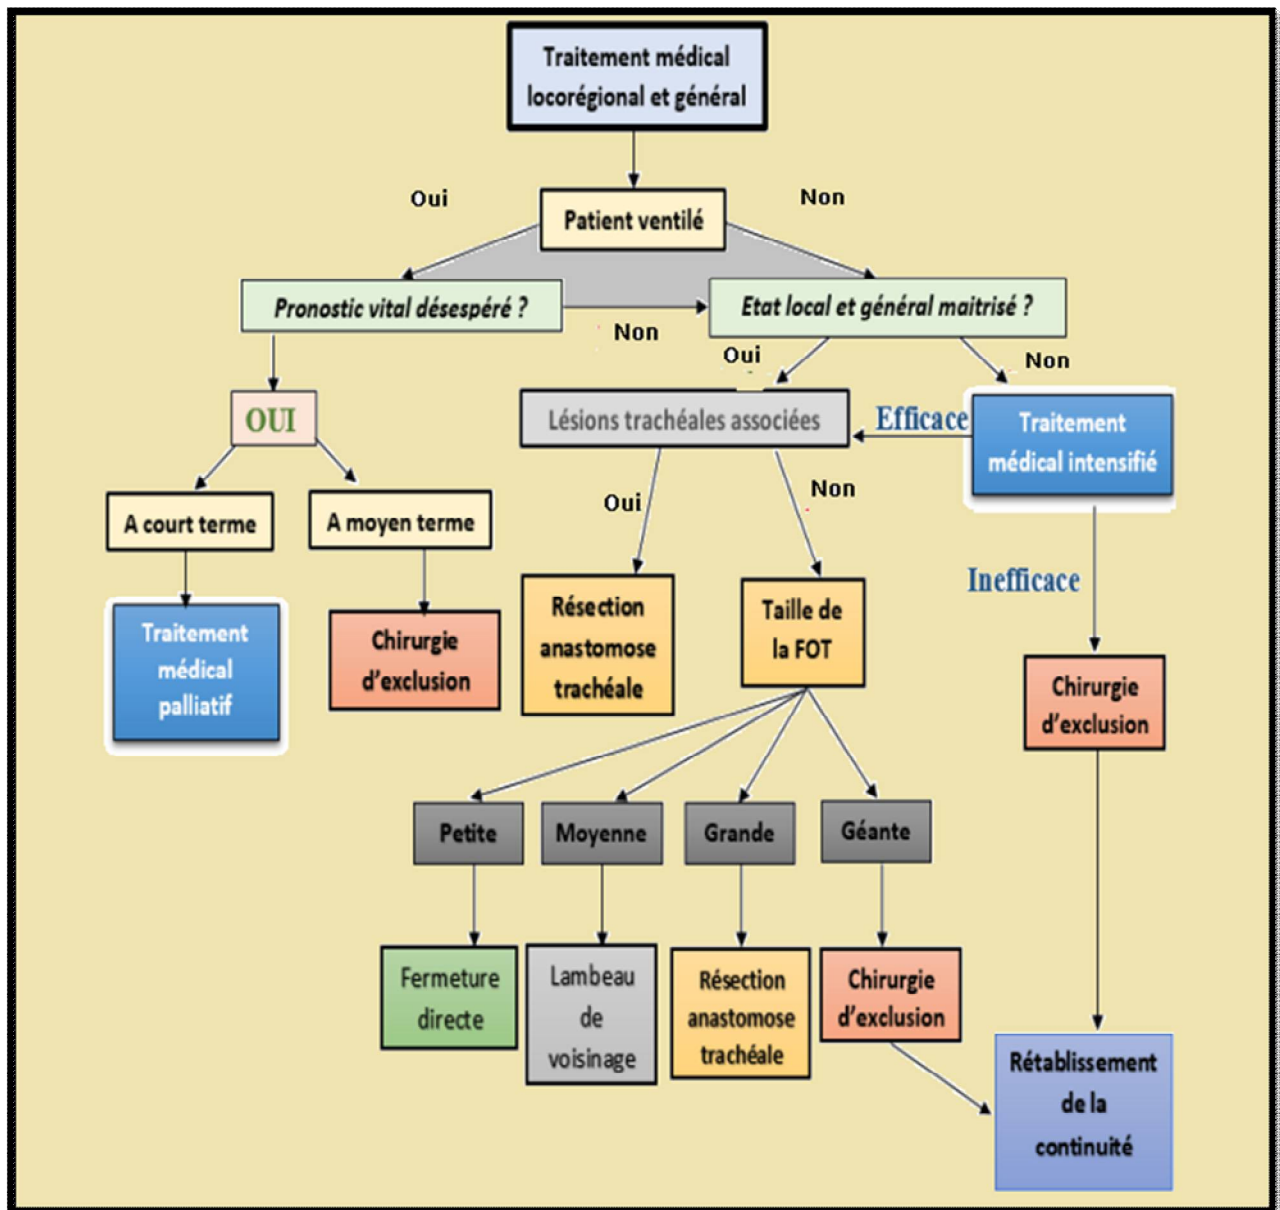 Traitement médical
locorégional et général
Oui
Non
Patient ventilé
Pronostic vital désespéré ?
Etat local et général maitrisé ?
Non
Oui
Non
OUI
Lésions trachéales associées
Efficace
Traitement
médical intensifié
A court terme
A moyen terme
Oui
Non
Inefficace
Traitement
médical
palliatif
Chirurgie
d’exclusion
Résection
anastomose
trachéale
Taille de
la FOT
Chirurgie
d’exclusion
Petite
Moyenne
Grande
Géante
Fermeture
directe
Lambeau
de
voisinage
Résection
anastomose
trachéale
Chirurgie
d’exclusion
Rétablissement
de la
continuité